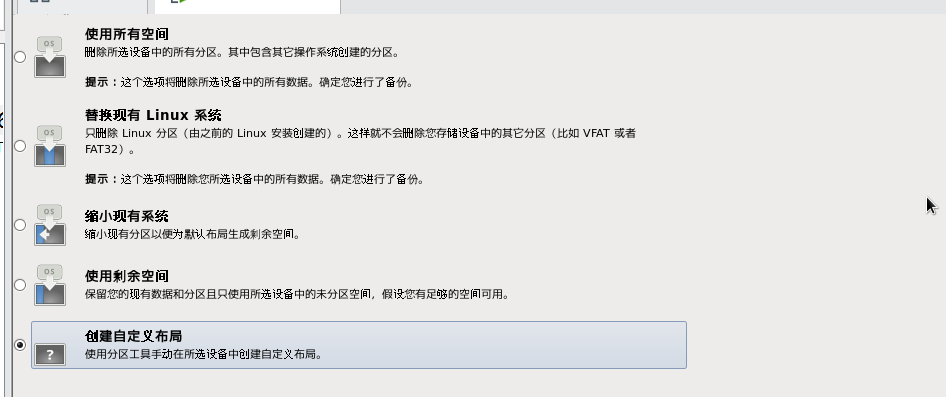 OS
使用所有空间
删除所选设备中的所有分区。其中包含其它操作系统创建的分区。
提示：这个选项将删除所选设备中的所有数据。确定您进行了备份。
OS
替换现有 Linux 系统
只删除 Linux 分区（由之前的 Linux 安装创建的）。这样就不会删除您存储设备中的其它分区（比如 VFAT 或者
FAT32）。
提示：这个选项将删除您所选设备中的所有数据。确定您进行了备份。
OS
缩小现有系统
缩小现有分区以便为默认布局生成剩余空间。
OS
使用剩余空间
保留您的现有数据和分区且只使用所选设备中的未分区空间，假设您有足够的空间可用。
?
创建自定义布局
使用分区工具手动在所选设备中创建自定义布局。